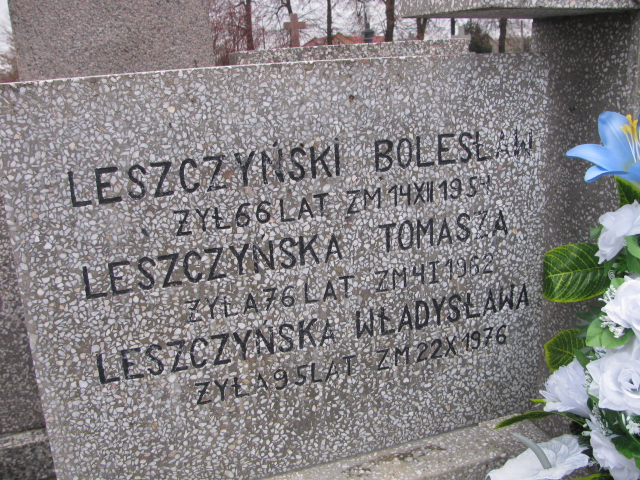 LESZCZYŃSKI BOLESŁAW
ŻYŁ 66 LAT ZM 14 XII 1954
LESZCZYŃSKA TOMASZA
ŻYŁA 76 LAT ZM 4 I 1962
LESZCZYŃSKA WŁADYSŁAWA
ŻYŁA 95 LAT ZM 22 X 1976